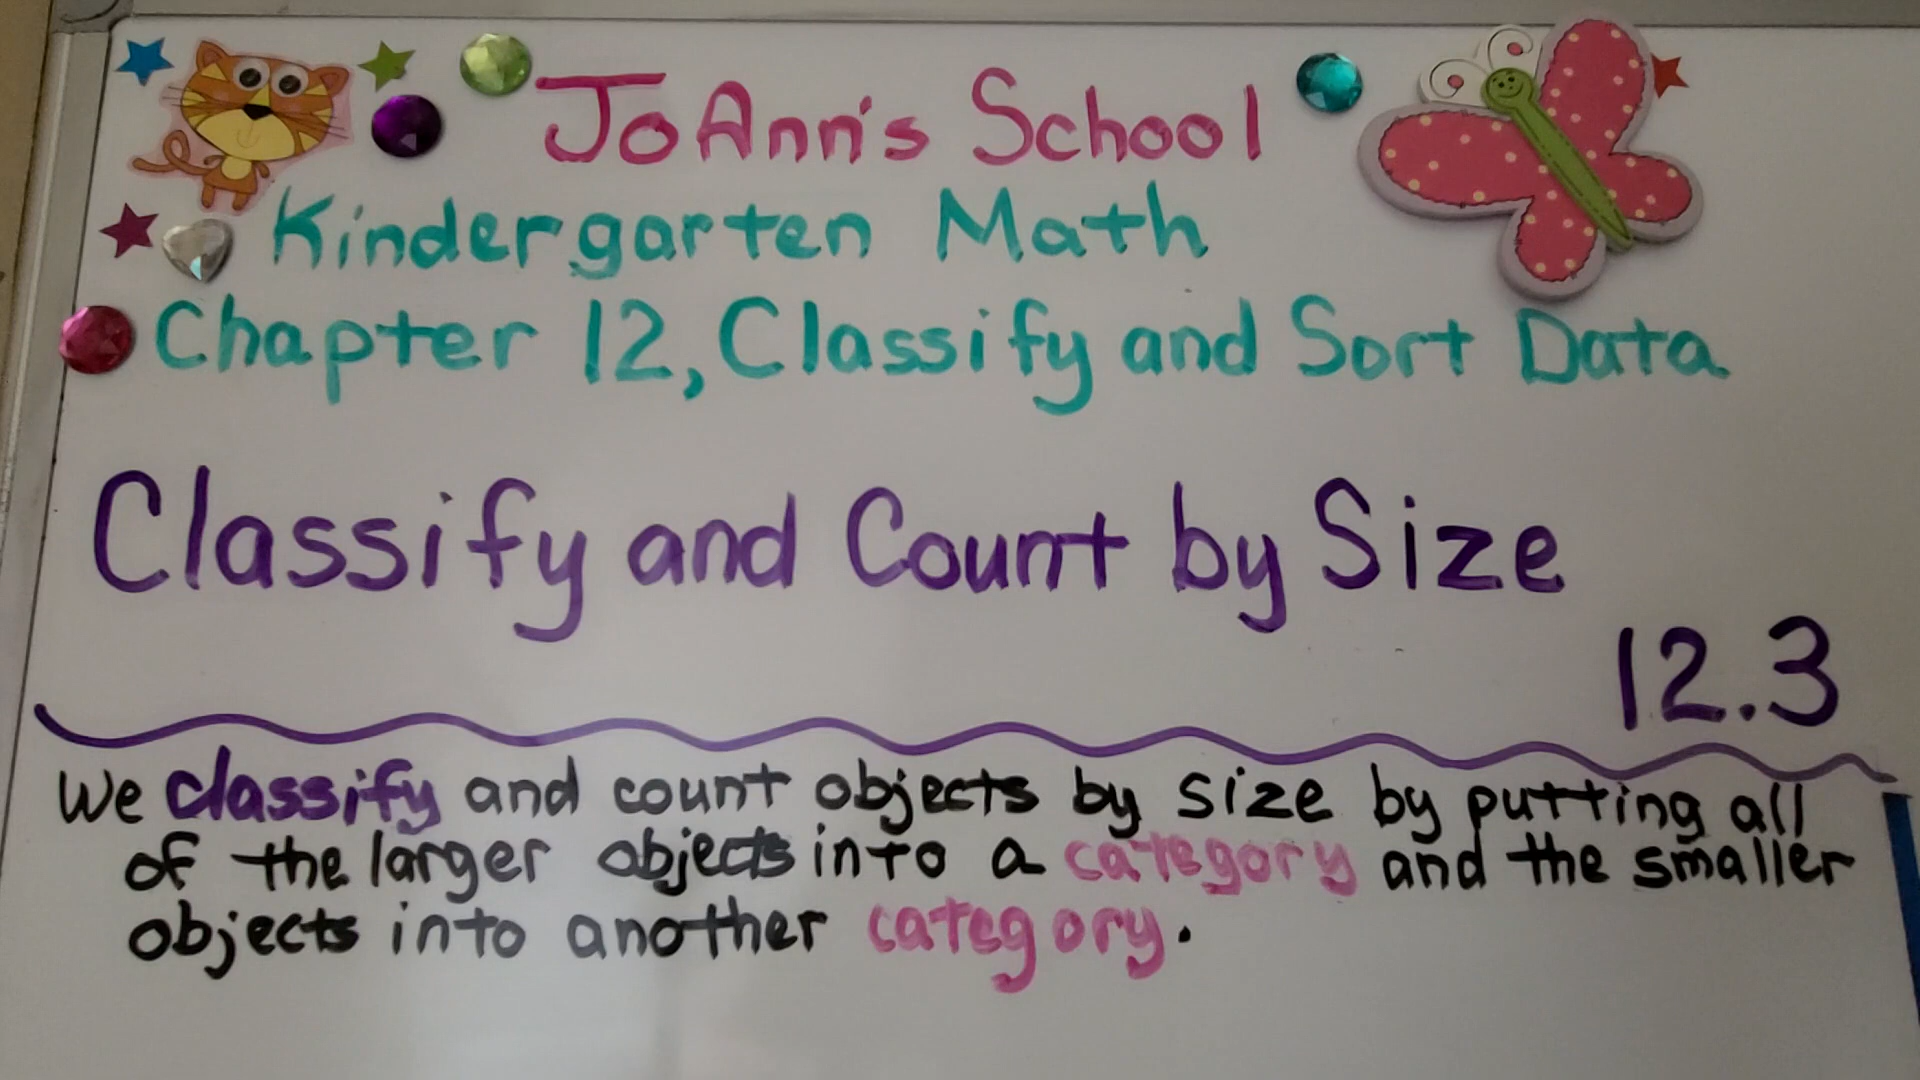 JoAnn's School
Kindergarten Math
Chapter 12, Classify and Sort Data
Classify and Count by Size
12.3
We classify and count objects by size by putting all
of the larger objects into a category and the smaller
objects into another category.